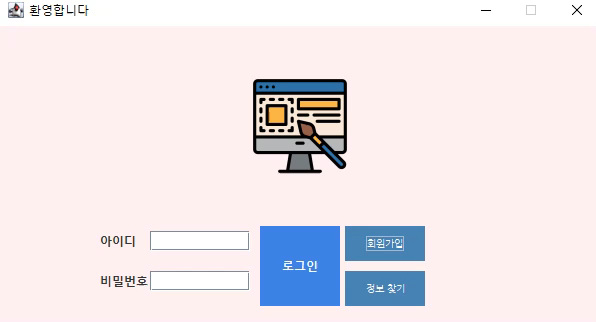 환영합니다
아이디
비밀번호
로그인
회원가입
정보 찾기